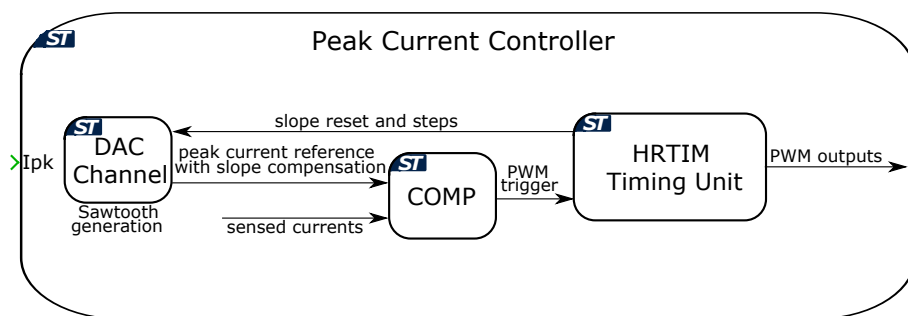 ST
Peak Current Controller
Ipk
ST
DAC
Channel
Sawtooth
generation
slope reset and steps
peak current reference
with slope compensation
sensed currents
ST
COMP
PWM
trigger
ST
HRTIM
Timing Unit
PWM outputs